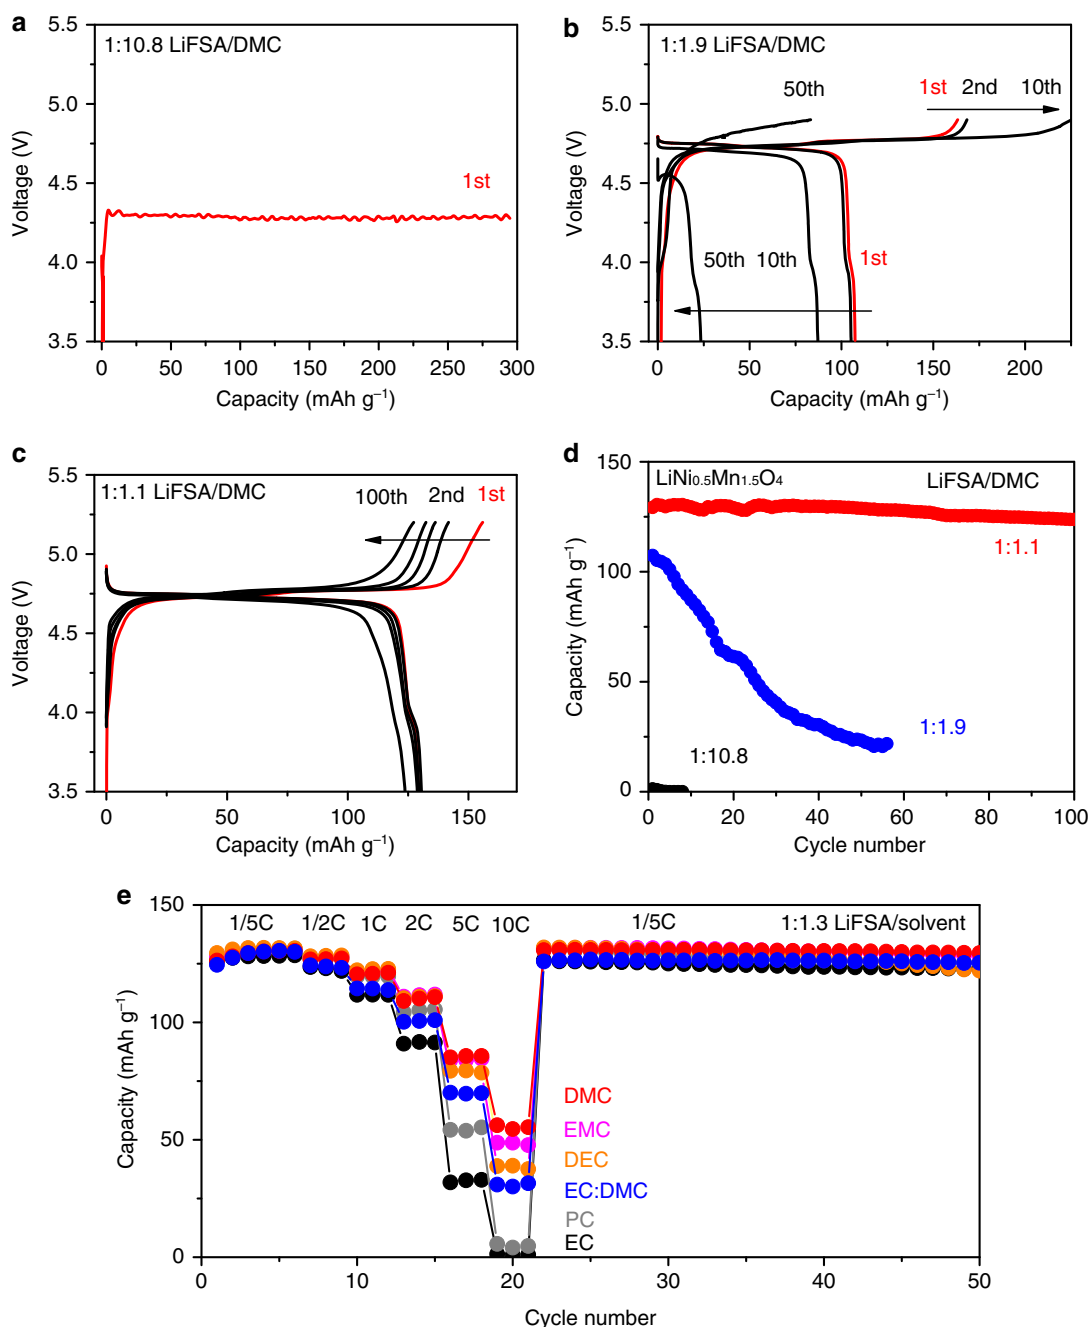 a
1:10.8 LiFSA/DMC
5.5
5.0
4.5
4.0
3.5
Voltage (V)
1st
0 50 100 150 200 250 300
Capacity (mAh g⁻¹)
b
1:1.9 LiFSA/DMC
5.5
5.0
4.5
4.0
3.5
Voltage (V)
50th
1st 2nd 10th
50th 10th 1st
0 50 100 150 200
Capacity (mAh g⁻¹)
c
1:1.1 LiFSA/DMC
5.5
5.0
4.5
4.0
3.5
Voltage (V)
100th 2nd 1st
0 50 100 150
Capacity (mAh g⁻¹)
d
LiNi₀.₅Mn₁.₅O₄ LiFSA/DMC
150
100
50
0
Capacity (mAh g⁻¹)
1:1.1
1:1.9
1:10.8
0 20 40 60 80 100
Cycle number
e
150
100
50
0
Capacity (mAh g⁻¹)
1/5C 1/2C 1C 2C 5C 10C 1/5C 1:1.3 LiFSA/solvent
DMC
EMC
DEC
EC:DMC
PC
EC
0 10 20 30 40 50
Cycle number